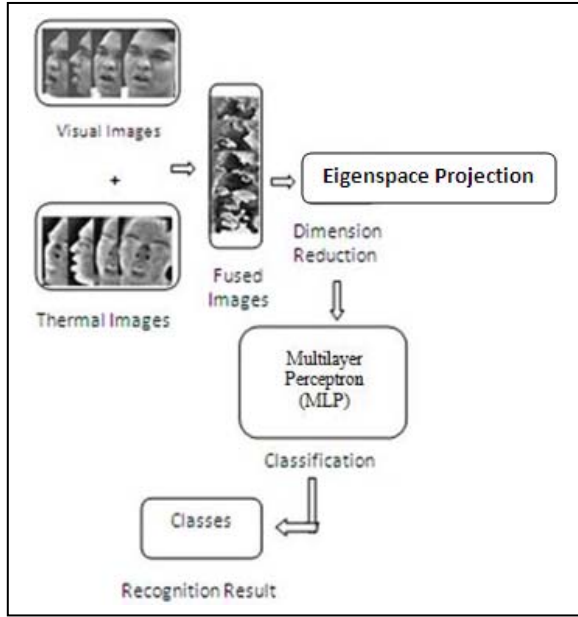 Visual Images
+
Thermal Images
Fused
Images
Eigenspace Projection
Dimension
Reduction
Multilayer
Perceptron
(MLP)
Classification
Classes
Recognition Result